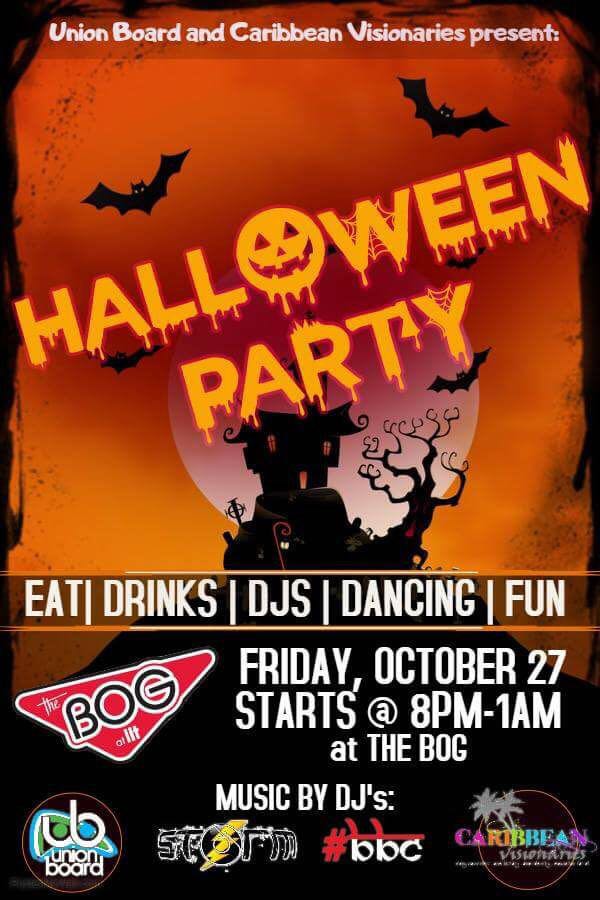 Union Board and Caribbean Visionaries present:
HALLOWEEN
PARTY
EAT| DRINKS | DJS | DANCING | FUN
the
BOG
at IIT
FRIDAY, OCTOBER 27
STARTS @ 8PM-1AM
at THE BOG
MUSIC BY DJ's:
ub
union
board
STORM
#bbc
CARIBBEAN
Visionaries